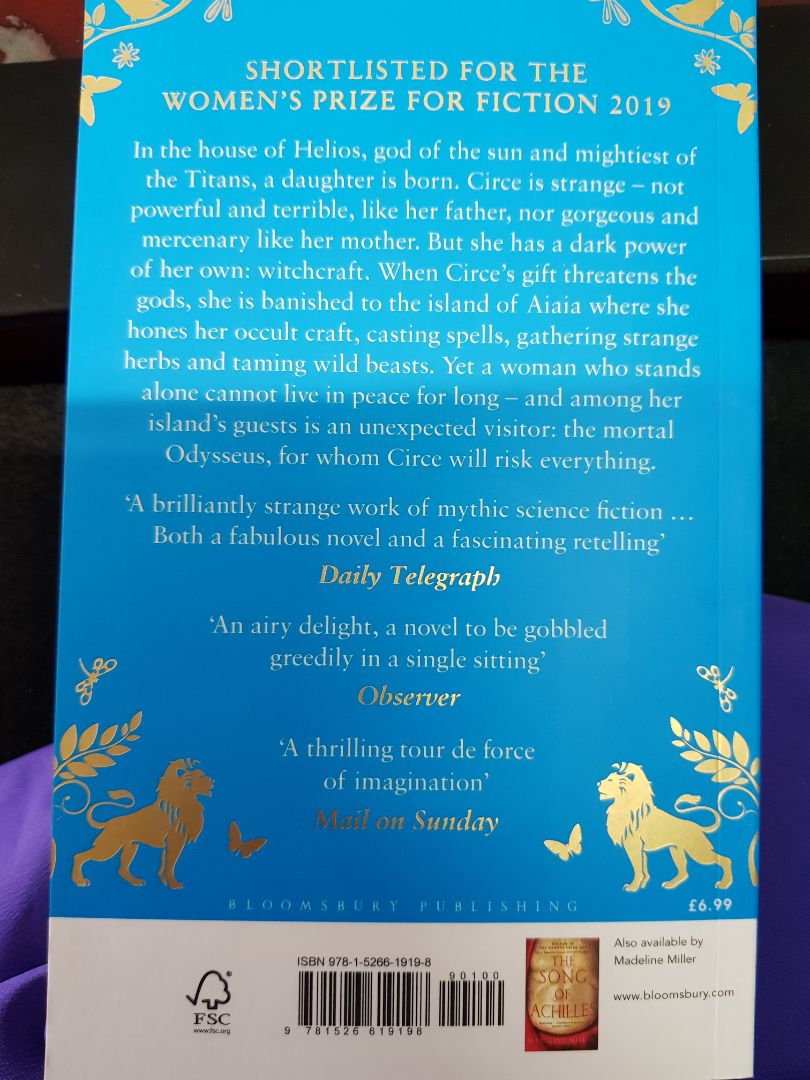 SHORTLISTED FOR THE
WOMEN'S PRIZE FOR FICTION 2019
In the house of Helios, god of the sun and mightiest of
the Titans, a daughter is born. Circe is strange – not
powerful and terrible, like her father, nor gorgeous and
mercenary like her mother. But she has a dark power
of her own: witchcraft. When Circe's gift threatens the
gods, she is banished to the island of Aiaia where she
hones her occult craft, casting spells, gathering strange
herbs and taming wild beasts. Yet a woman who stands
alone cannot live in peace for long – and among her
island's guests is an unexpected visitor: the mortal
Odysseus, for whom Circe will risk everything.
'A brilliantly strange work of mythic science fiction …
Both a fabulous novel and a fascinating retelling'
Daily Telegraph
'An airy delight, a novel to be gobbled
greedily in a single sitting'
Observer
'A thrilling tour de force
of imagination'
Mail on Sunday
BLOOMSBURY PUBLISHING
£6.99
ISBN 978-1-5266-1919-8
90100
9 781526 619198
FSC
www.fsc.org
THE
SONG
OF
ACHILLES
MADELINE MILLER
Also available by
Madeline Miller
www.bloomsbury.com